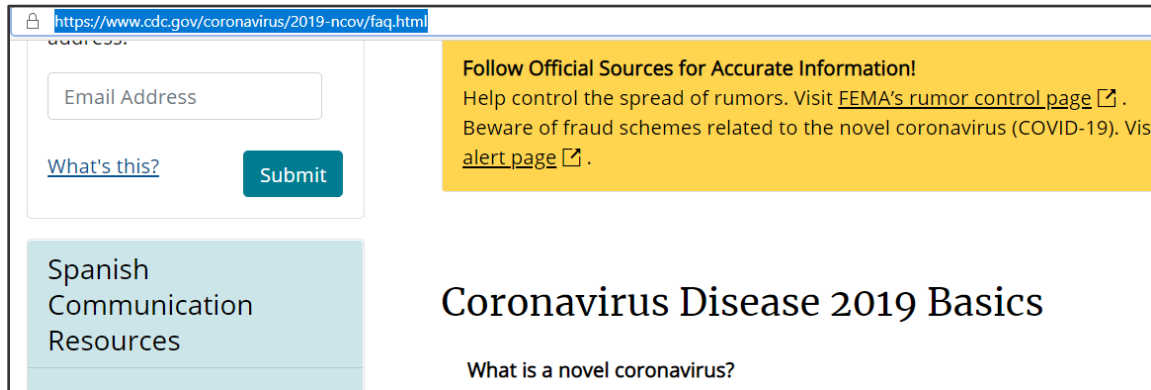 https://www.cdc.gov/coronavirus/2019-ncov/faq.html
address.
Email Address
What's this?
Submit
Spanish
Communication
Resources
Follow Official Sources for Accurate Information!
Help control the spread of rumors. Visit FEMA's rumor control page.
Beware of fraud schemes related to the novel coronavirus (COVID-19). Vis
alert page.
Coronavirus Disease 2019 Basics
What is a novel coronavirus?